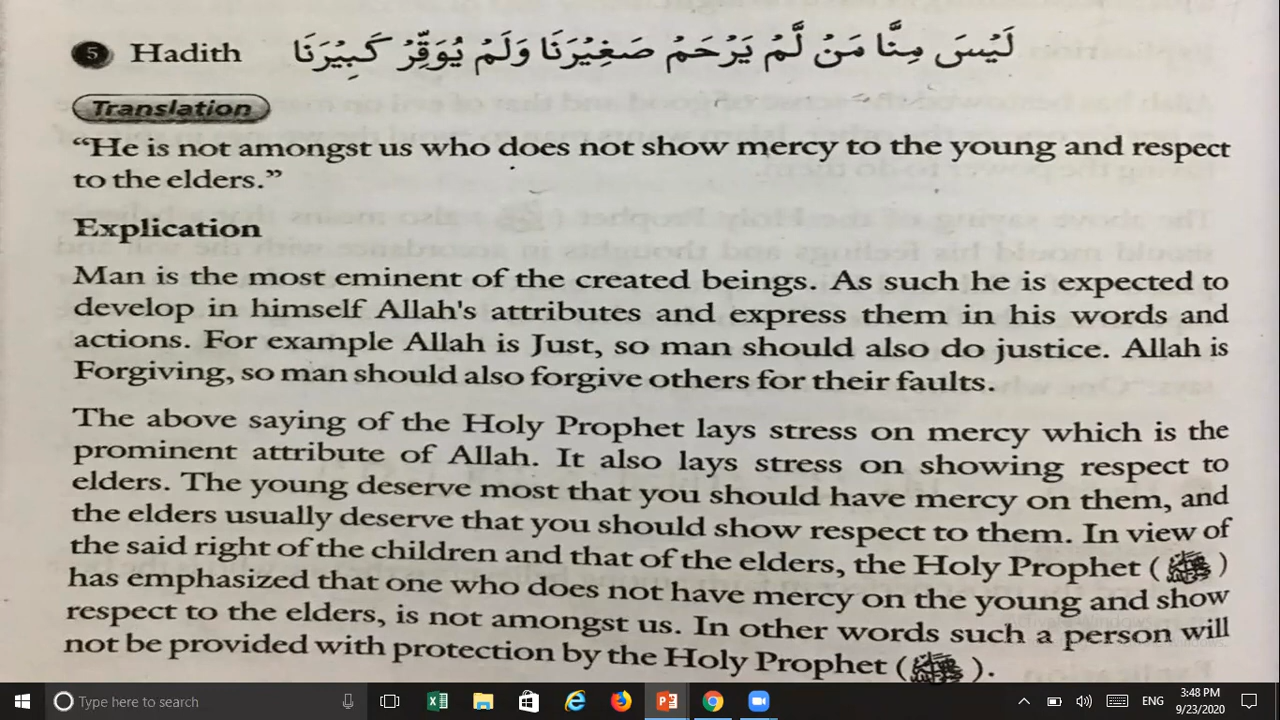 5 Hadith لَيْسَ مِنَّا مَنْ لَّمْ يَرْحَمْ صَغِيْرَنَا وَلَمْ يُوَقِّرْ كَبِيْرَنَا
Translation
“He is not amongst us who does not show mercy to the young and respect
to the elders.”
Explication
Man is the most eminent of the created beings. As such he is expected to
develop in himself Allah's attributes and express them in his words and
actions. For example Allah is Just, so man should also do justice. Allah is
Forgiving, so man should also forgive others for their faults.
The above saying of the Holy Prophet lays stress on mercy which is the
prominent attribute of Allah. It also lays stress on showing respect to
elders. The young deserve most that you should have mercy on them, and
the elders usually deserve that you should show respect to them. In view of
the said right of the children and that of the elders, the Holy Prophet (ﷺ)
has emphasized that one who does not have mercy on the young and show
respect to the elders, is not amongst us. In other words such a person will
not be provided with protection by the Holy Prophet (ﷺ).
Type here to search
ENG
3:48 PM
9/23/2020